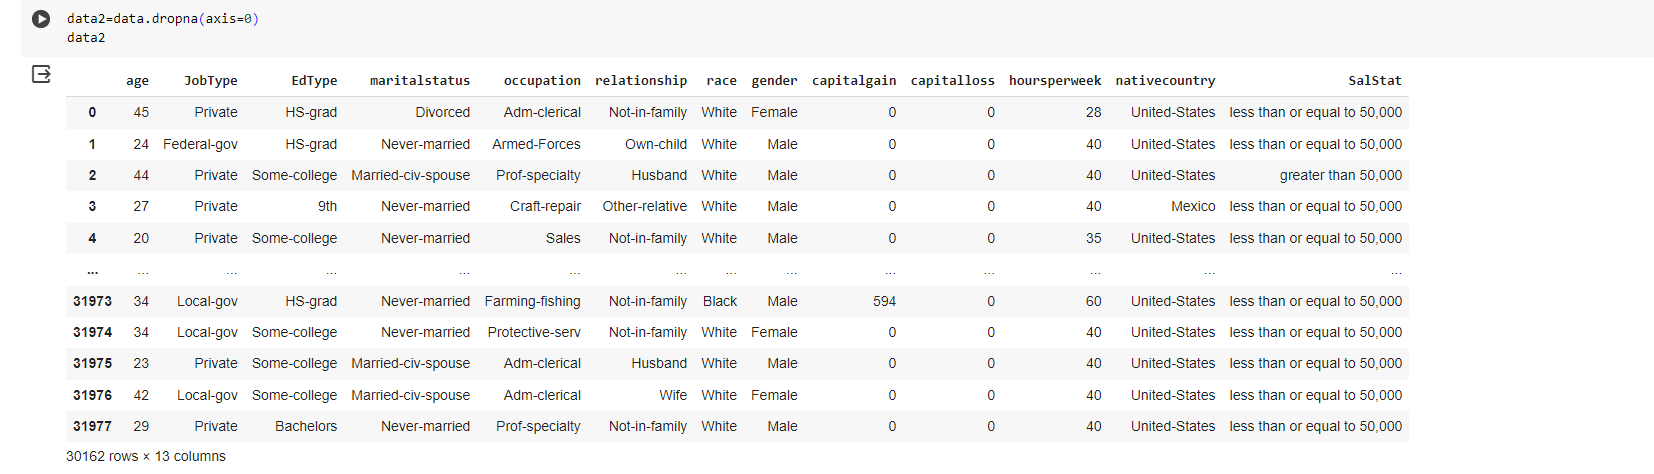 data2=data.dropna(axis=0)
data2
age JobType EdType maritalstatus occupation relationship race gender capitalgain capitalloss hoursperweek nativecountry SalStat
0 45 Private HS-grad Divorced Adm-clerical Not-in-family White Female 0 0 28 United-States less than or equal to 50,000
1 24 Federal-gov HS-grad Never-married Armed-Forces Own-child White Male 0 0 40 United-States less than or equal to 50,000
2 44 Private Some-college Married-civ-spouse Prof-specialty Husband White Male 0 0 40 United-States greater than 50,000
3 27 Private 9th Never-married Craft-repair Other-relative White Male 0 0 40 Mexico less than or equal to 50,000
4 20 Private Some-college Never-married Sales Not-in-family White Male 0 0 35 United-States less than or equal to 50,000
... ... ... ... ... ... ... ... ... ... ... ... ... ...
31973 34 Local-gov HS-grad Never-married Farming-fishing Not-in-family Black Male 594 0 60 United-States less than or equal to 50,000
31974 34 Local-gov Some-college Never-married Protective-serv Not-in-family White Female 0 0 40 United-States less than or equal to 50,000
31975 23 Private Some-college Married-civ-spouse Adm-clerical Husband White Male 0 0 40 United-States less than or equal to 50,000
31976 42 Local-gov Some-college Married-civ-spouse Adm-clerical Wife White Female 0 0 40 United-States less than or equal to 50,000
31977 29 Private Bachelors Never-married Prof-specialty Not-in-family White Male 0 0 40 United-States less than or equal to 50,000
30162 rows × 13 columns